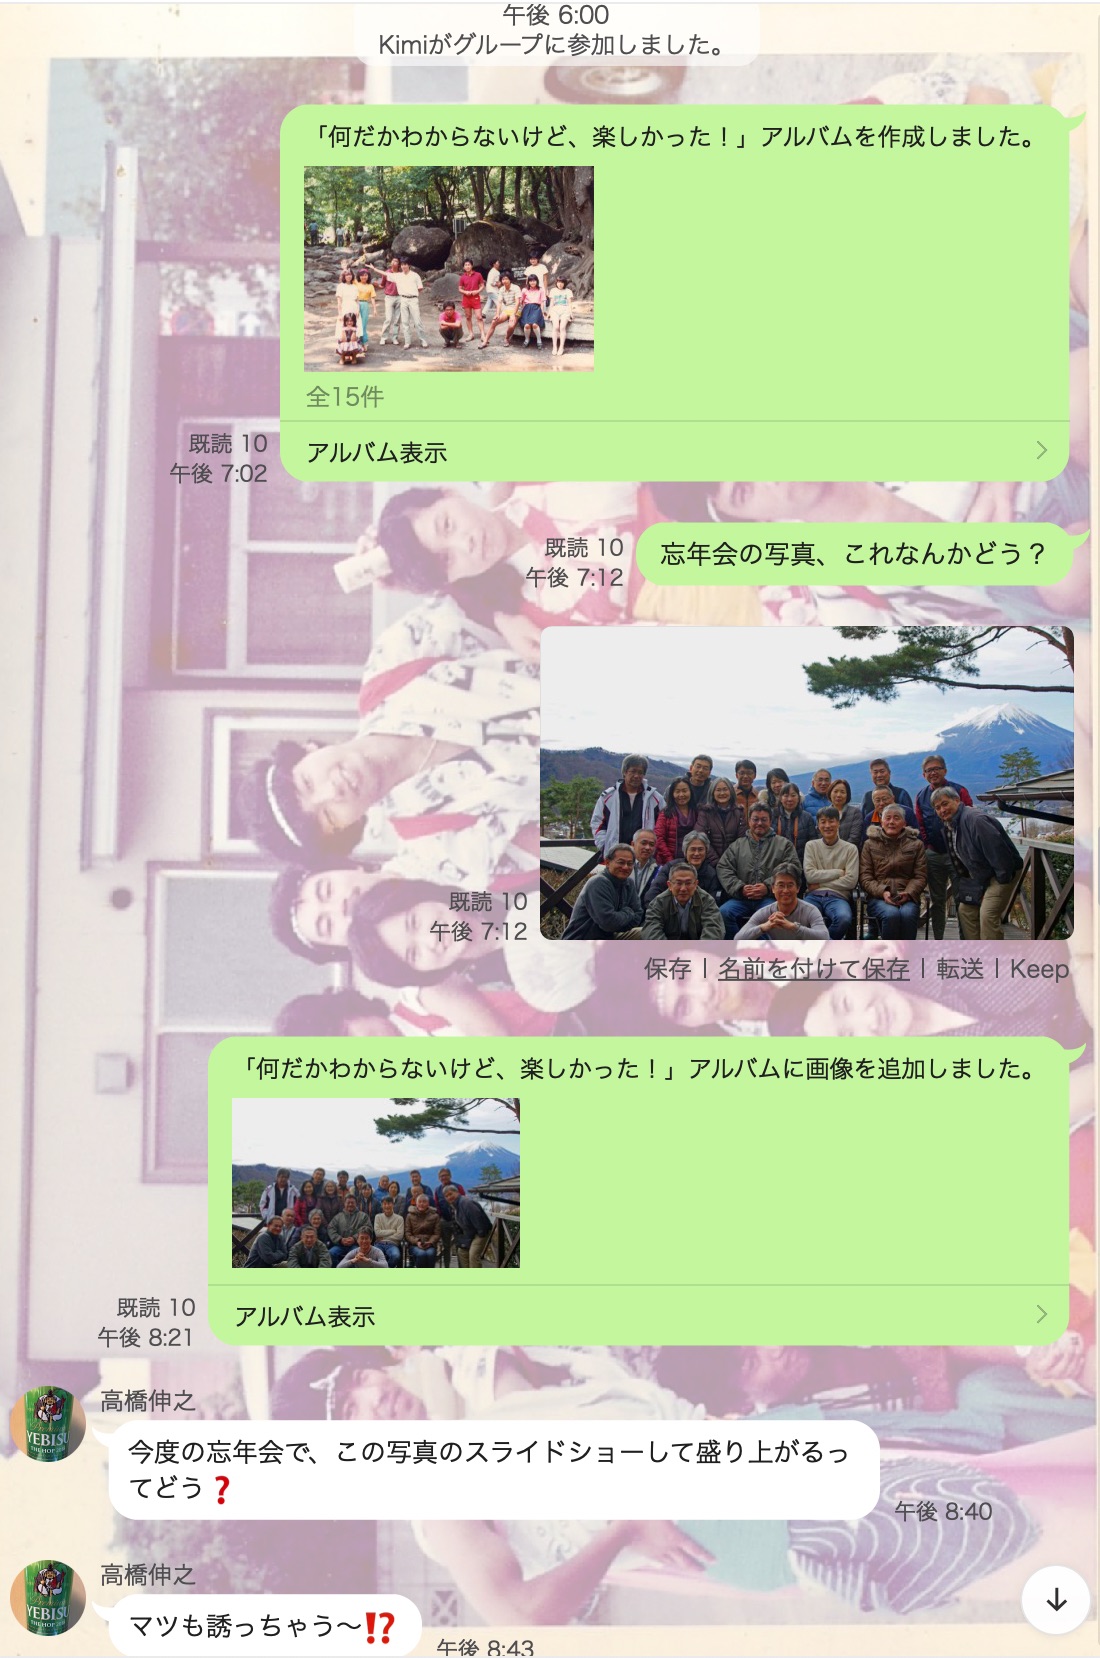 午後 6:00
Kimiがグループに参加しました。
「何だかわからないけど、楽しかった！」アルバムを作成しました。
全15件
アルバム表示
既読 10
午後 7:02
忘年会の写真、これなんかどう？
既読 10
午後 7:12
既読 10
午後 7:12
保存 | 名前を付けて保存 | 転送 | Keep
「何だかわからないけど、楽しかった！」アルバムに画像を追加しました。
アルバム表示
既読 10
午後 8:21
高橋伸之
YEBISU
THE HOP
今度の忘年会で、この写真のスライドショーして盛り上がるっ
てどう❓
午後 8:40
高橋伸之
YEBISU
THE HOP
マツも誘っちゃう〜⁉️
午後 8:43